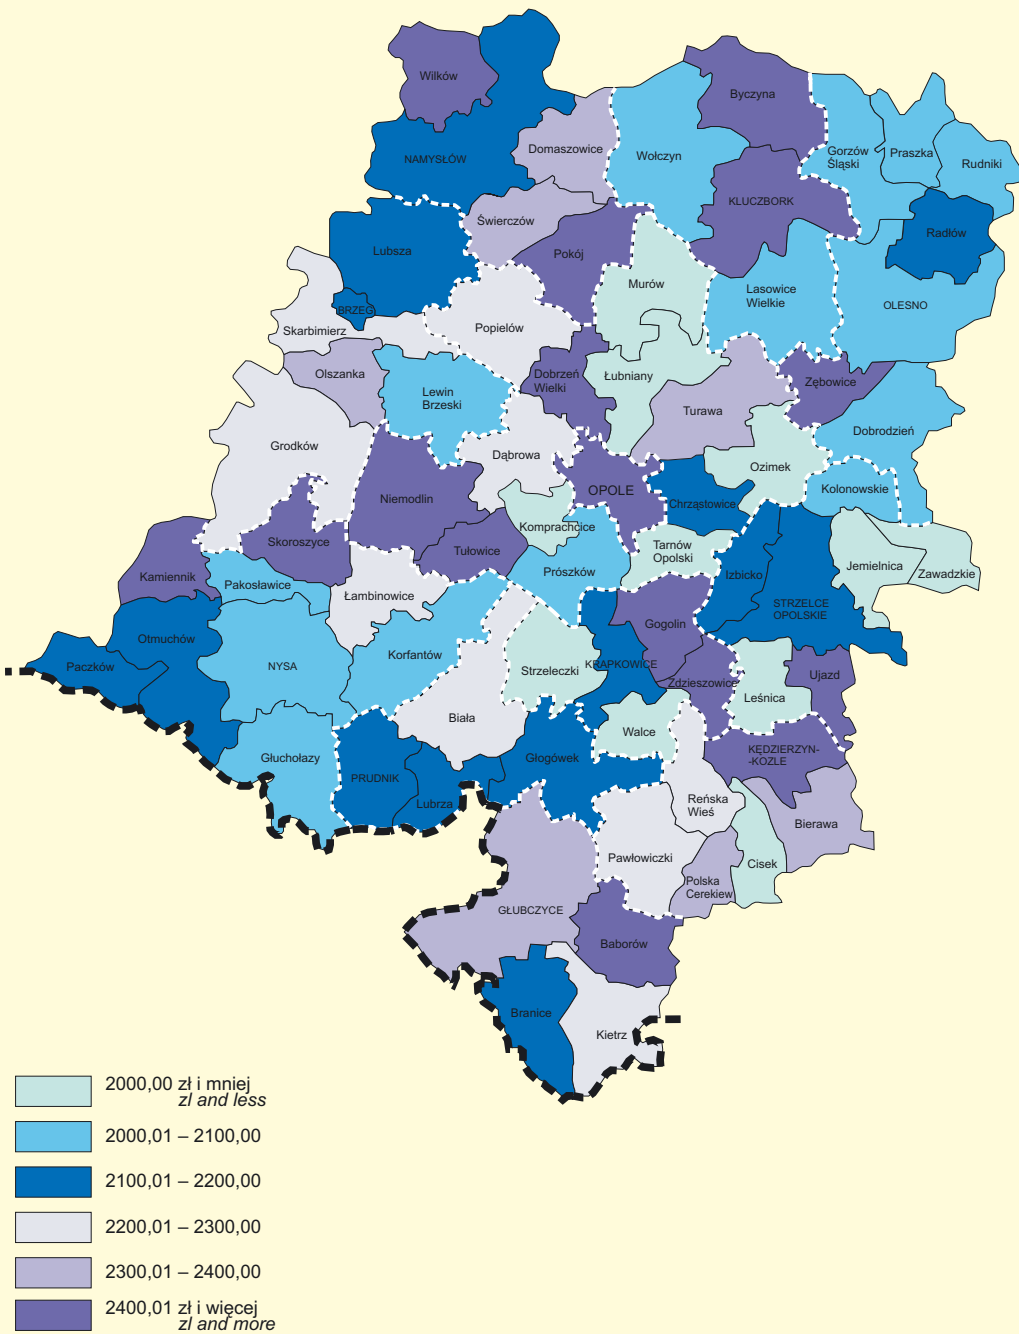 Wilków
Byczyna
Domaszowice
NAMYSŁÓW
Wołczyn
Gorzów
Śląski
Praszka
Rudniki
KLUCZBORK
Świerczów
Radłów
Lubsza
Pokój
Murów
Lasowice
Wielkie
OLESNO
BRZEG
Skarbimierz
Popielów
Olszanka
Dobrzeń
Wielki
Łubniany
Zębowice
Lewin
Brzeski
Turawa
Dobrodzień
Grodków
Dąbrowa
Ozimek
Niemodlin
OPOLE
Chrząstowice
Kolonowskie
Komprachcice
Skoroszyce
Tułowice
Tarnów
Opolski
Kamiennik
Pakosławice
Prószków
Izbicko
Jemielnica
Zawadzkie
Łambinowice
STRZELCE
OPOLSKIE
Gogolin
Otmuchów
Paczków
NYSA
Korfantów
Strzeleczki
KRAPKOWICE
Zdzieszowice
Ujazd
Leśnica
Biała
Walce
Głuchołazy
Głogówek
KĘDZIERZYN-
-KOZLE
PRUDNIK
Lubrza
Reńska
Wieś
Bierawa
Pawłowiczki
Cisek
Polska
Cerekiew
GŁUBCZYCE
Baborów
Branice
Kietrz
2000,00 zł i mniej
zl and less
2000,01 – 2100,00
2100,01 – 2200,00
2200,01 – 2300,00
2300,01 – 2400,00
2400,01 zł i więcej
zl and more